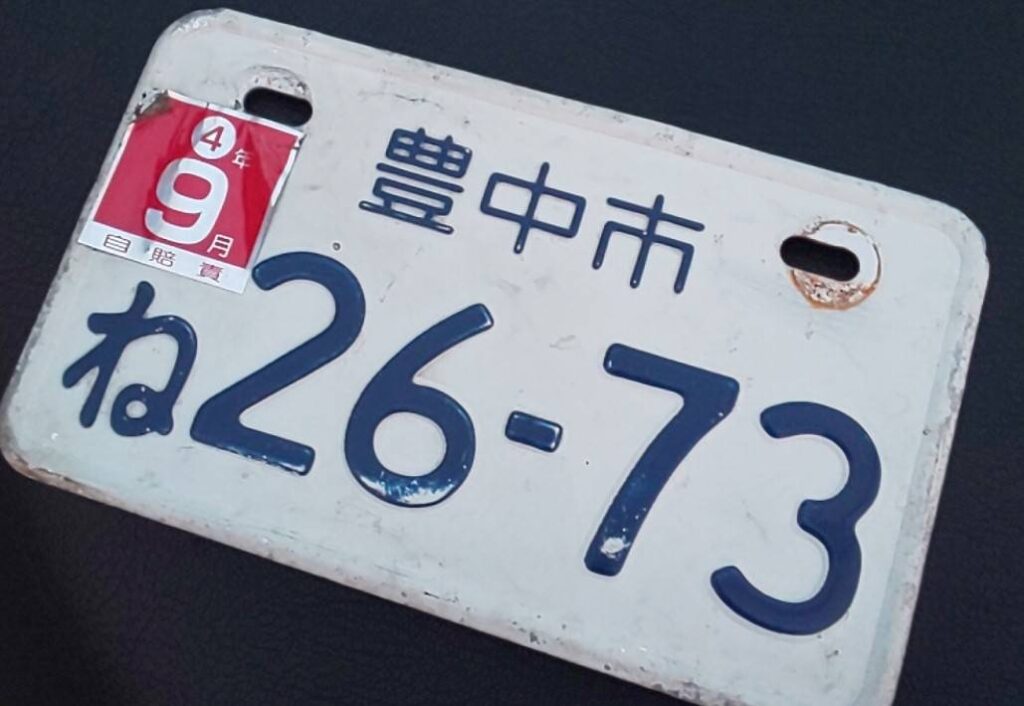 4年
9月
自賠責
豊中市
ね26-73